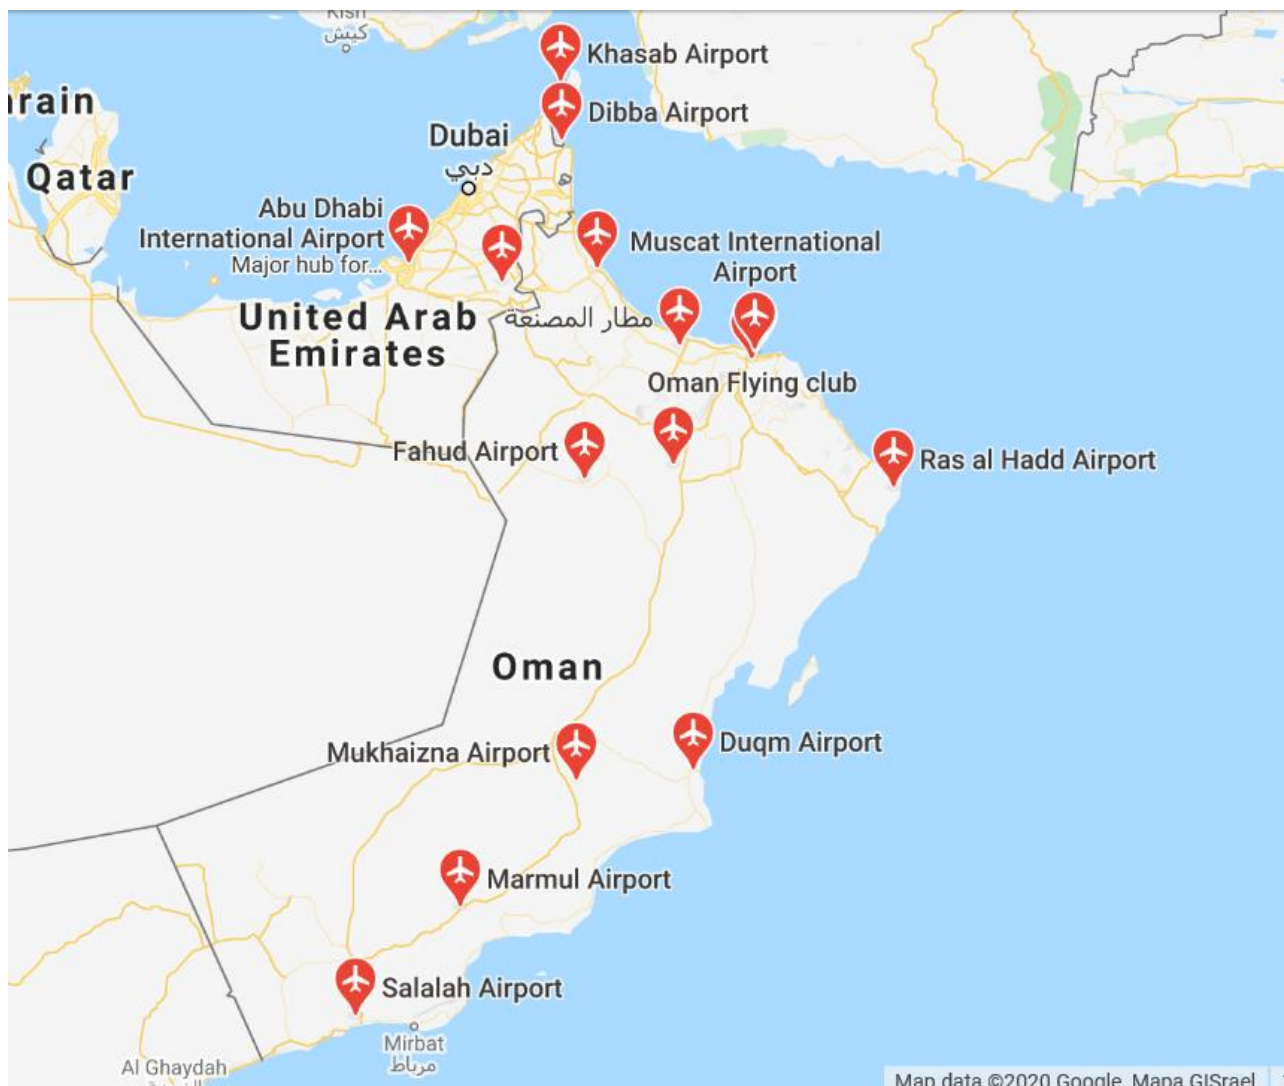 Kish
كيش
Khasab Airport
Dibba Airport
rain
Qatar
Dubai
دبي
Abu Dhabi
International Airport
Major hub for...
Muscat International
Airport
United Arab
Emirates
مطار المصنعة
Oman Flying club
Fahud Airport
Ras al Hadd Airport
Oman
Mukhaizna Airport
Duqm Airport
Marmul Airport
Salalah Airport
Mirbat
مرباط
Al Ghaydah
Map data ©2020 Google, Mapa GISrael